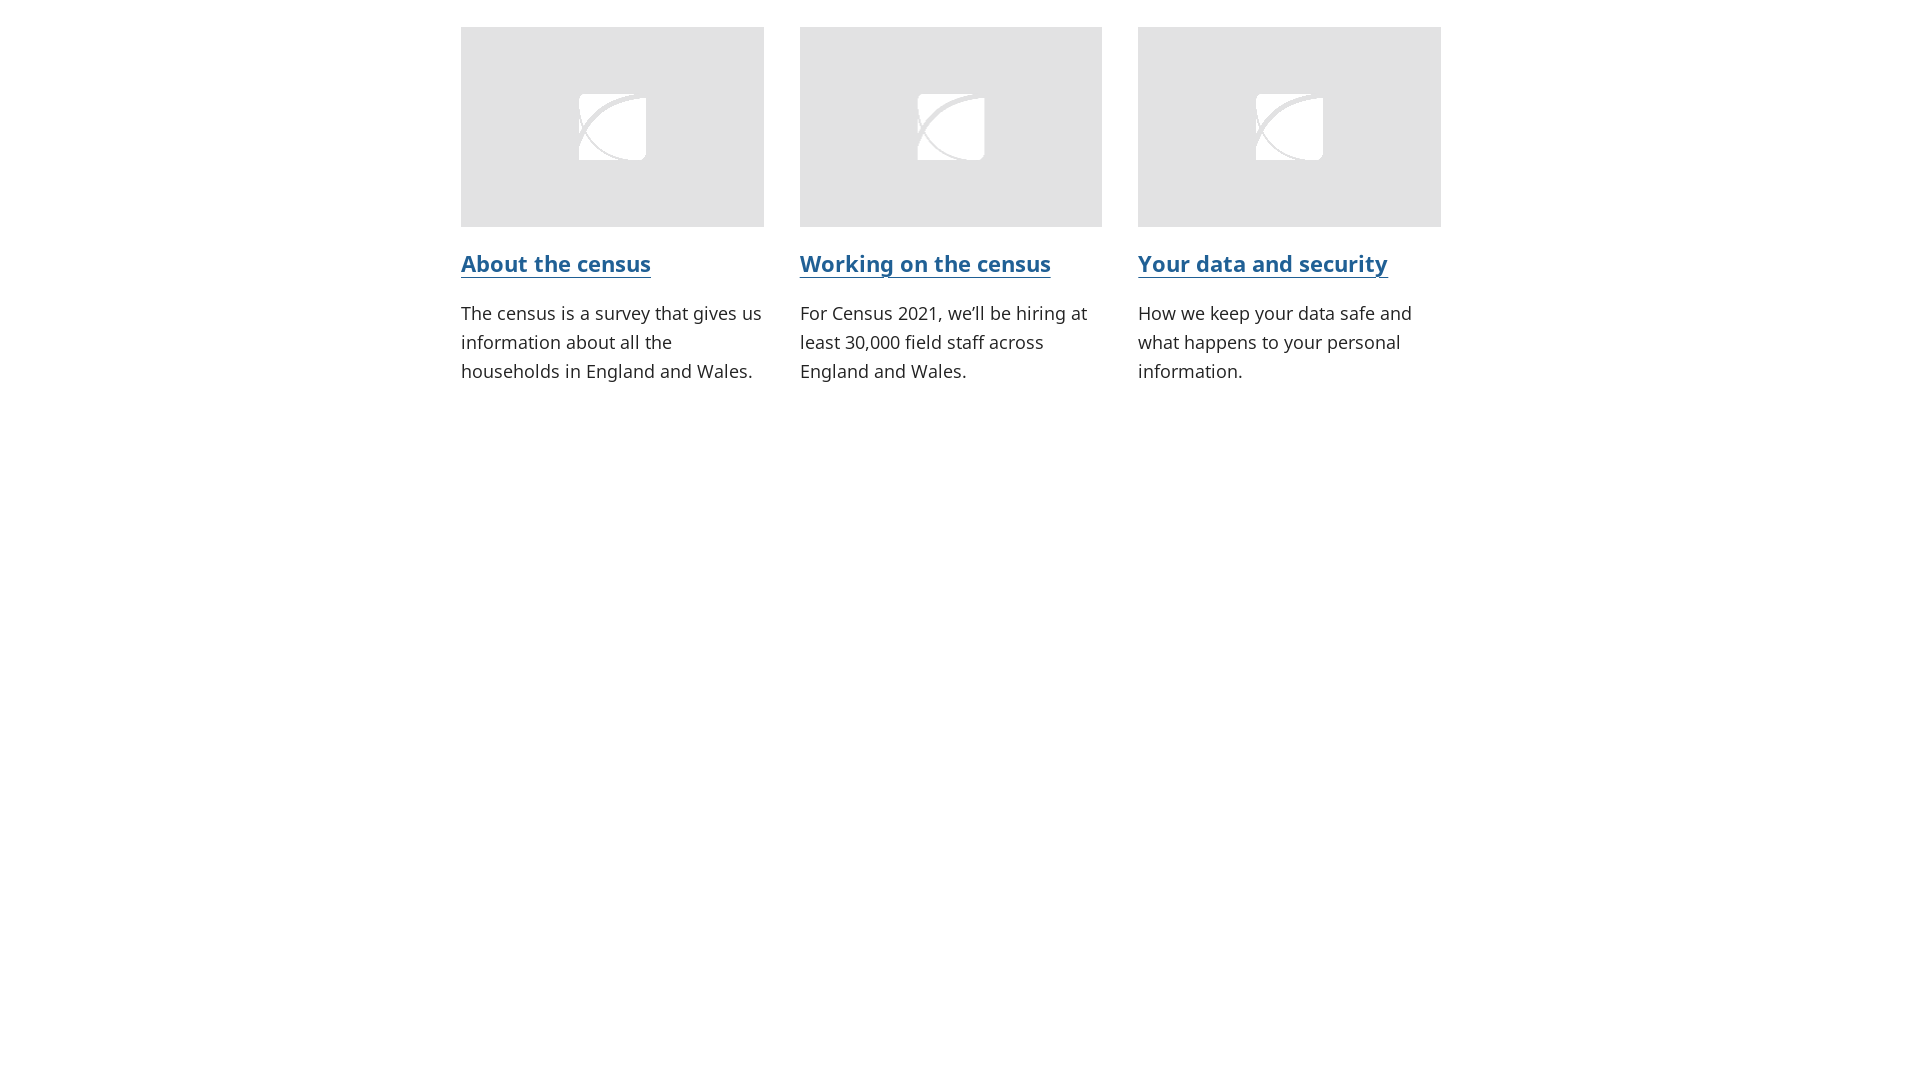 About the census
The census is a survey that gives us
information about all the
households in England and Wales.
Working on the census
For Census 2021, we’ll be hiring at
least 30,000 field staff across
England and Wales.
Your data and security
How we keep your data safe and
what happens to your personal
information.